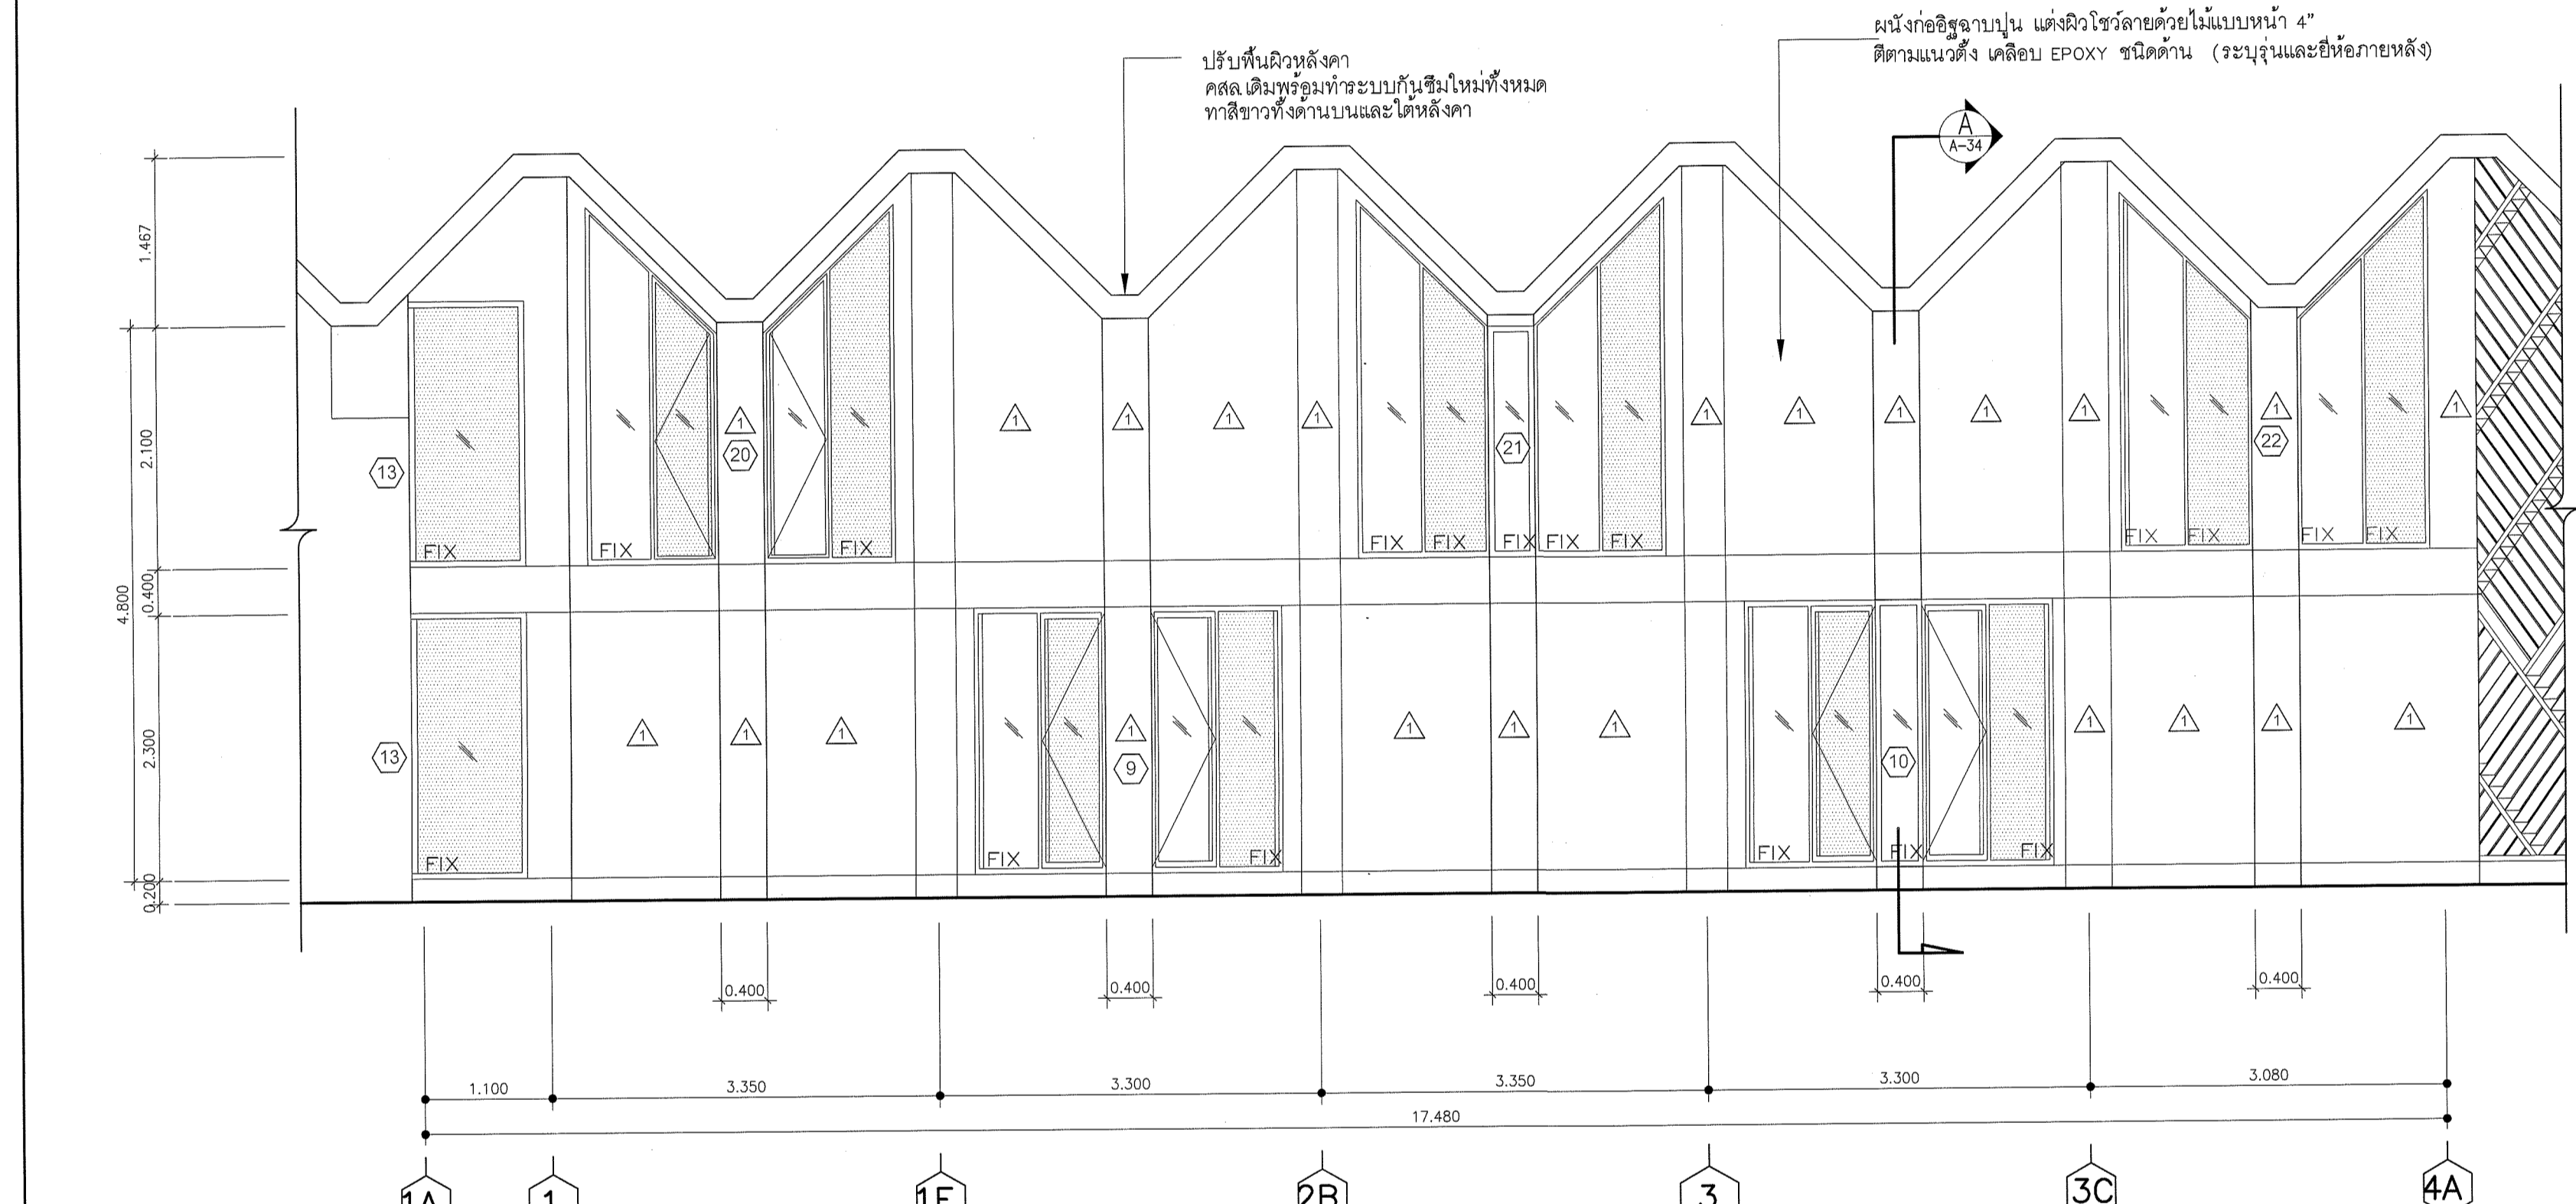 ผนังก่ออิฐฉาบปูน แต่งผิวโชว์ลายด้วยไม้แบบหน้า 4"
ตีตามแนวตั้ง เคลือบ EPOXY ชนิดด้าน (ระบุรุ่นและยี่ห้อภายหลัง)
ปรับพื้นผิวหลังคา
คสล.เดิมพร้อมทำระบบกันซึมใหม่ทั้งหมด
ทาสีขาวทั้งด้านบนและใต้หลังคา
A
A-34
1.467
2.100
0.400
4.800
2.300
0.200
1 1 1 1 1 1 1 1 1 1 1 1
13 20 21 22
FIX FIX FIX FIX FIX FIX FIX FIX FIX FIX FIX FIX
1 1 1 1 1 1 1 1 1 1 1
13 9 10
FIX FIX FIX FIX FIX FIX
0.400 0.400 0.400 0.400 0.400
1.100 3.350 3.300 3.350 3.300 3.080
17.480
1A 1 2B 3 3C 4A